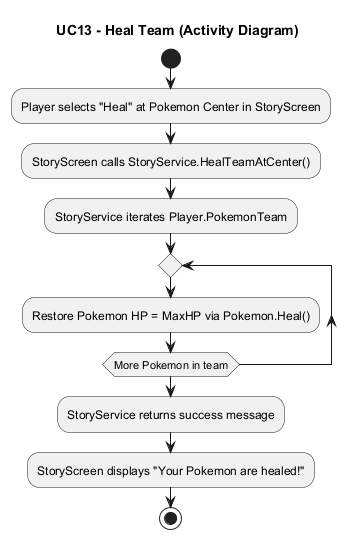 UC13 - Heal Team (Activity Diagram)
Player selects "Heal" at Pokemon Center in StoryScreen
StoryScreen calls StoryService.HealTeamAtCenter()
StoryService iterates Player.PokemonTeam
Restore Pokemon HP = MaxHP via Pokemon.Heal()
More Pokemon in team
StoryService returns success message
StoryScreen displays "Your Pokemon are healed!"